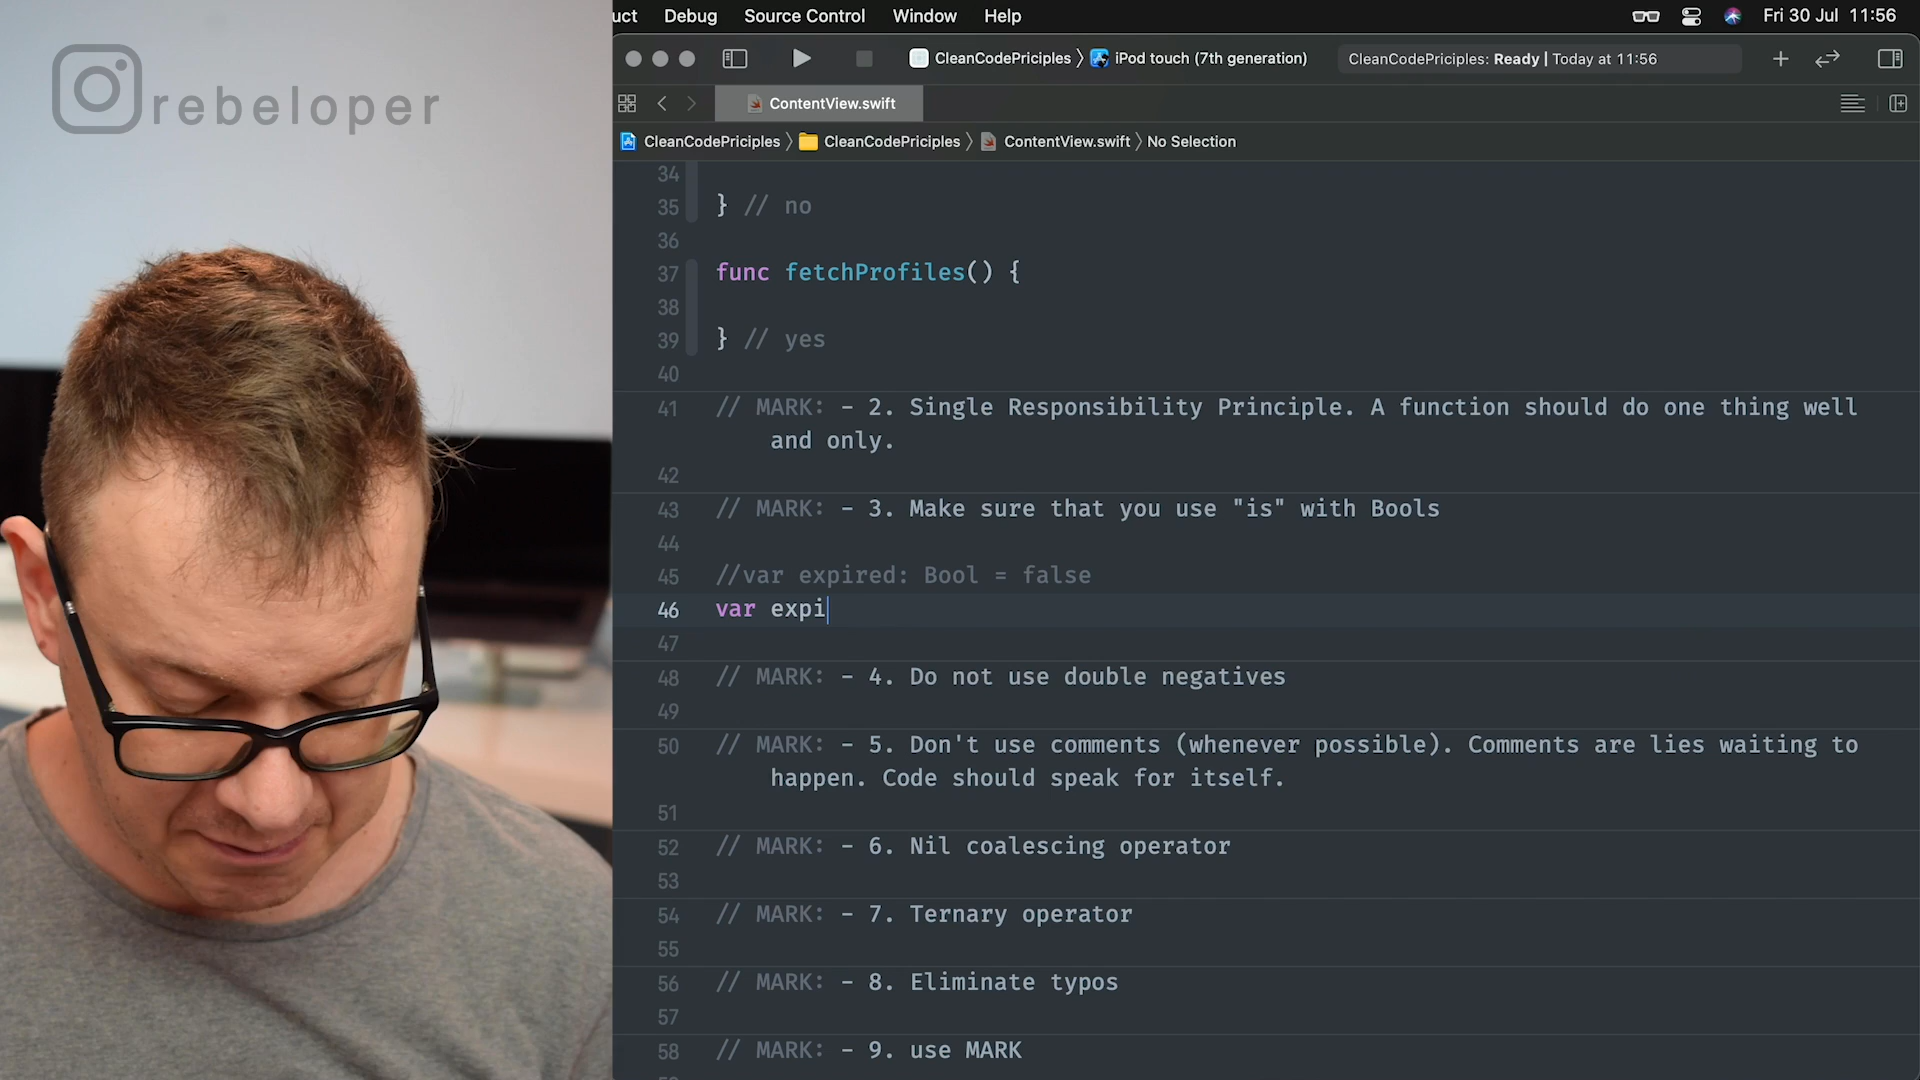 rebeloper
uct Debug Source Control Window Help Fri 30 Jul 11:56
CleanCodePriciples 〉 iPod touch (7th generation) CleanCodePriciples: Ready | Today at 11:56
ContentView.swift
CleanCodePriciples 〉 CleanCodePriciples 〉 ContentView.swift 〉 No Selection
34
35 } // no
36
37 func fetchProfiles() {
38
39 } // yes
40
41 // MARK: - 2. Single Responsibility Principle. A function should do one thing well
and only.
42
43 // MARK: - 3. Make sure that you use "is" with Bools
44
45 //var expired: Bool = false
46 var expi
47
48 // MARK: - 4. Do not use double negatives
49
50 // MARK: - 5. Don't use comments (whenever possible). Comments are lies waiting to
happen. Code should speak for itself.
51
52 // MARK: - 6. Nil coalescing operator
53
54 // MARK: - 7. Ternary operator
55
56 // MARK: - 8. Eliminate typos
57
58 // MARK: - 9. use MARK